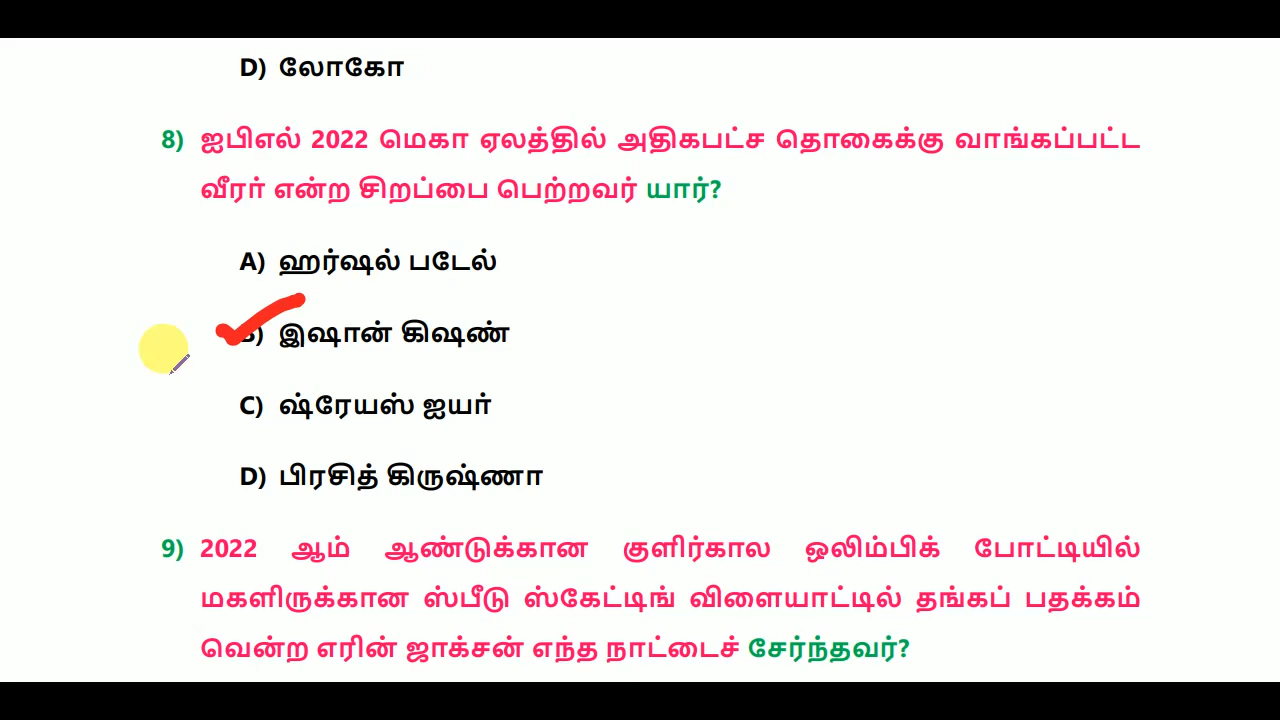 D) லோகோ
8) ஐபிஎல் 2022 மெகா ஏலத்தில் அதிகபட்ச தொகைக்கு வாங்கப்பட்ட
வீரர் என்ற சிறப்பை பெற்றவர் யார்?
A) ஹர்ஷல் படேல்
B) இஷான் கிஷண்
C) ஷ்ரேயஸ் ஐயர்
D) பிரசித் கிருஷ்ணா
9) 2022 ஆம் ஆண்டுக்கான குளிர்கால ஒலிம்பிக் போட்டியில்
மகளிருக்கான ஸ்பீடு ஸ்கேட்டிங் விளையாட்டில் தங்கப் பதக்கம்
வென்ற எரின் ஜாக்சன் எந்த நாட்டைச் சேர்ந்தவர்?